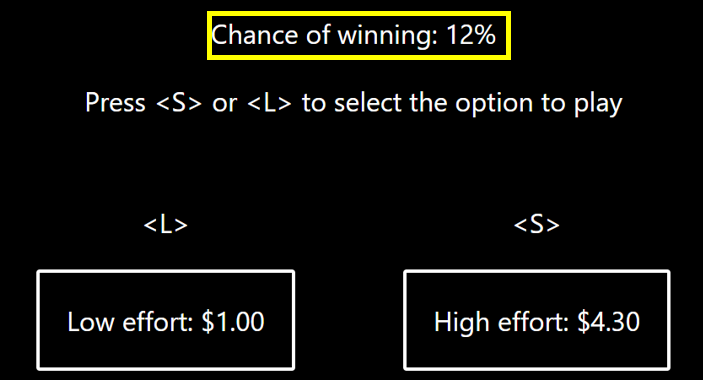 Chance of winning: 12%
Press <S> or <L> to select the option to play
<L>
<S>
Low effort: $1.00
High effort: $4.30